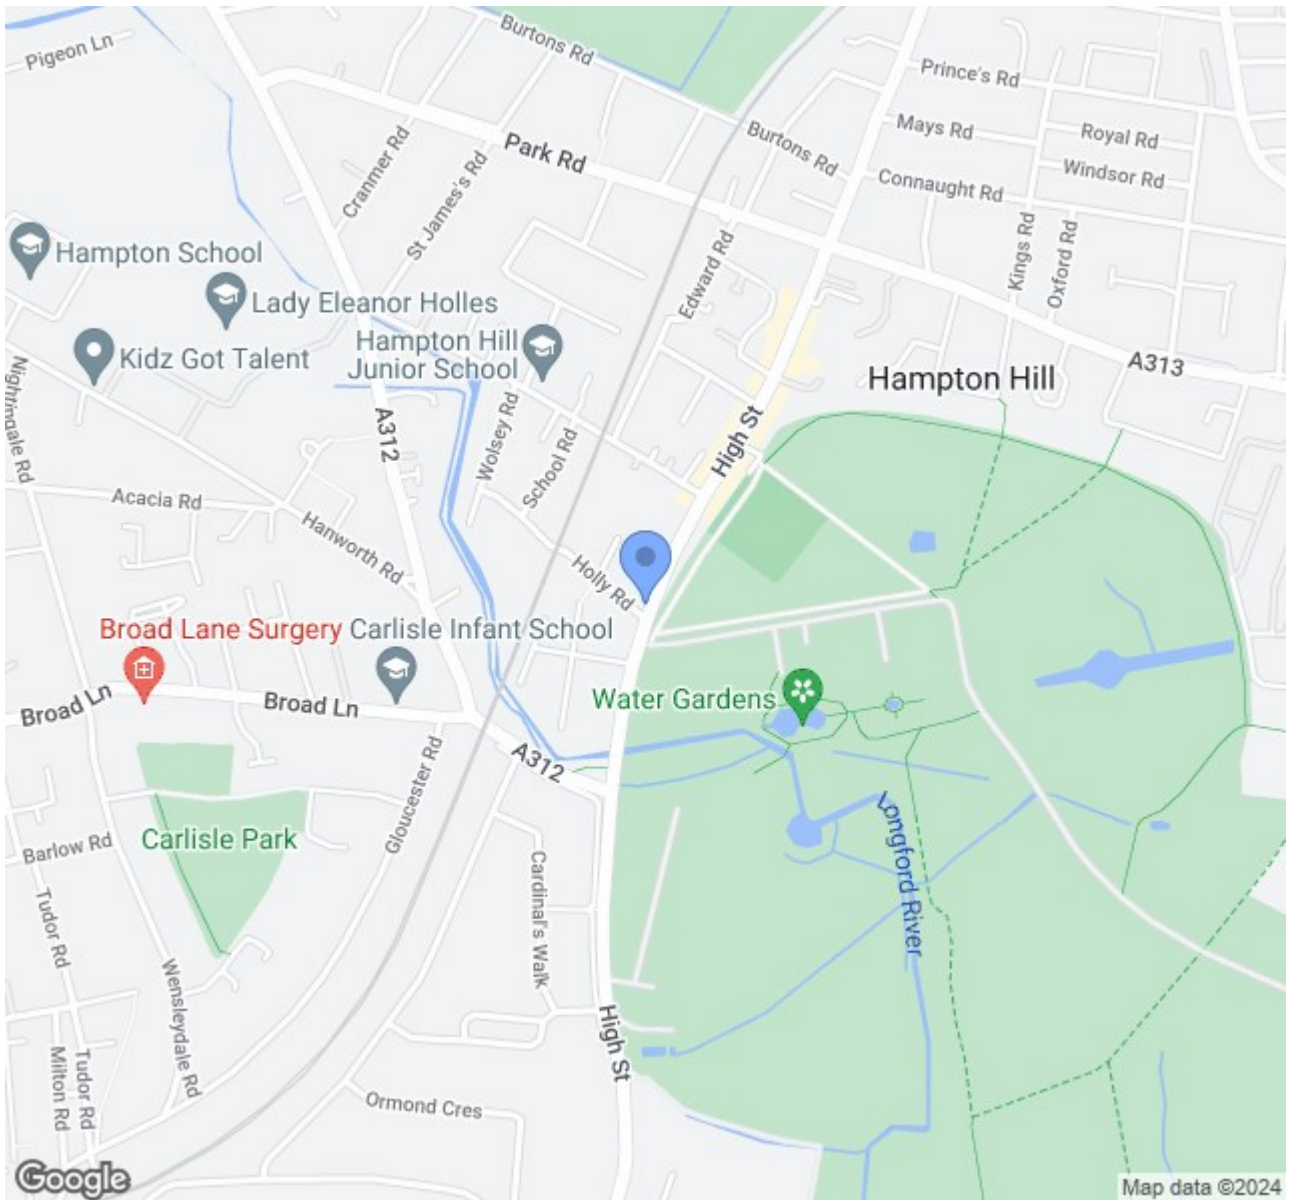 Pigeon Ln
Burtons Rd
Prince's Rd
Mays Rd
Royal Rd
Burtons Rd
Park Rd
Windsor Rd
Connaught Rd
Cranmer Rd
St James's Rd
Kings Rd
Oxford Rd
Edward Rd
Hampton School
Lady Eleanor Holles
Hampton Hill
Junior School
Kidz Got Talent
Nightingale Rd
A313
Hampton Hill
A312
High St
Wolsey Rd
School Rd
Acacia Rd
Hanworth Rd
Holly Rd
Broad Lane Surgery
Carlisle Infant School
Broad Ln
Broad Ln
Water Gardens
A312
Gloucester Rd
Longford River
Carlisle Park
Barlow Rd
Cardinal's Walk
Tudor Rd
Wensleydale Rd
High St
Tudor Rd
Milton Rd
Ormond Cres
Google
Map data ©2024